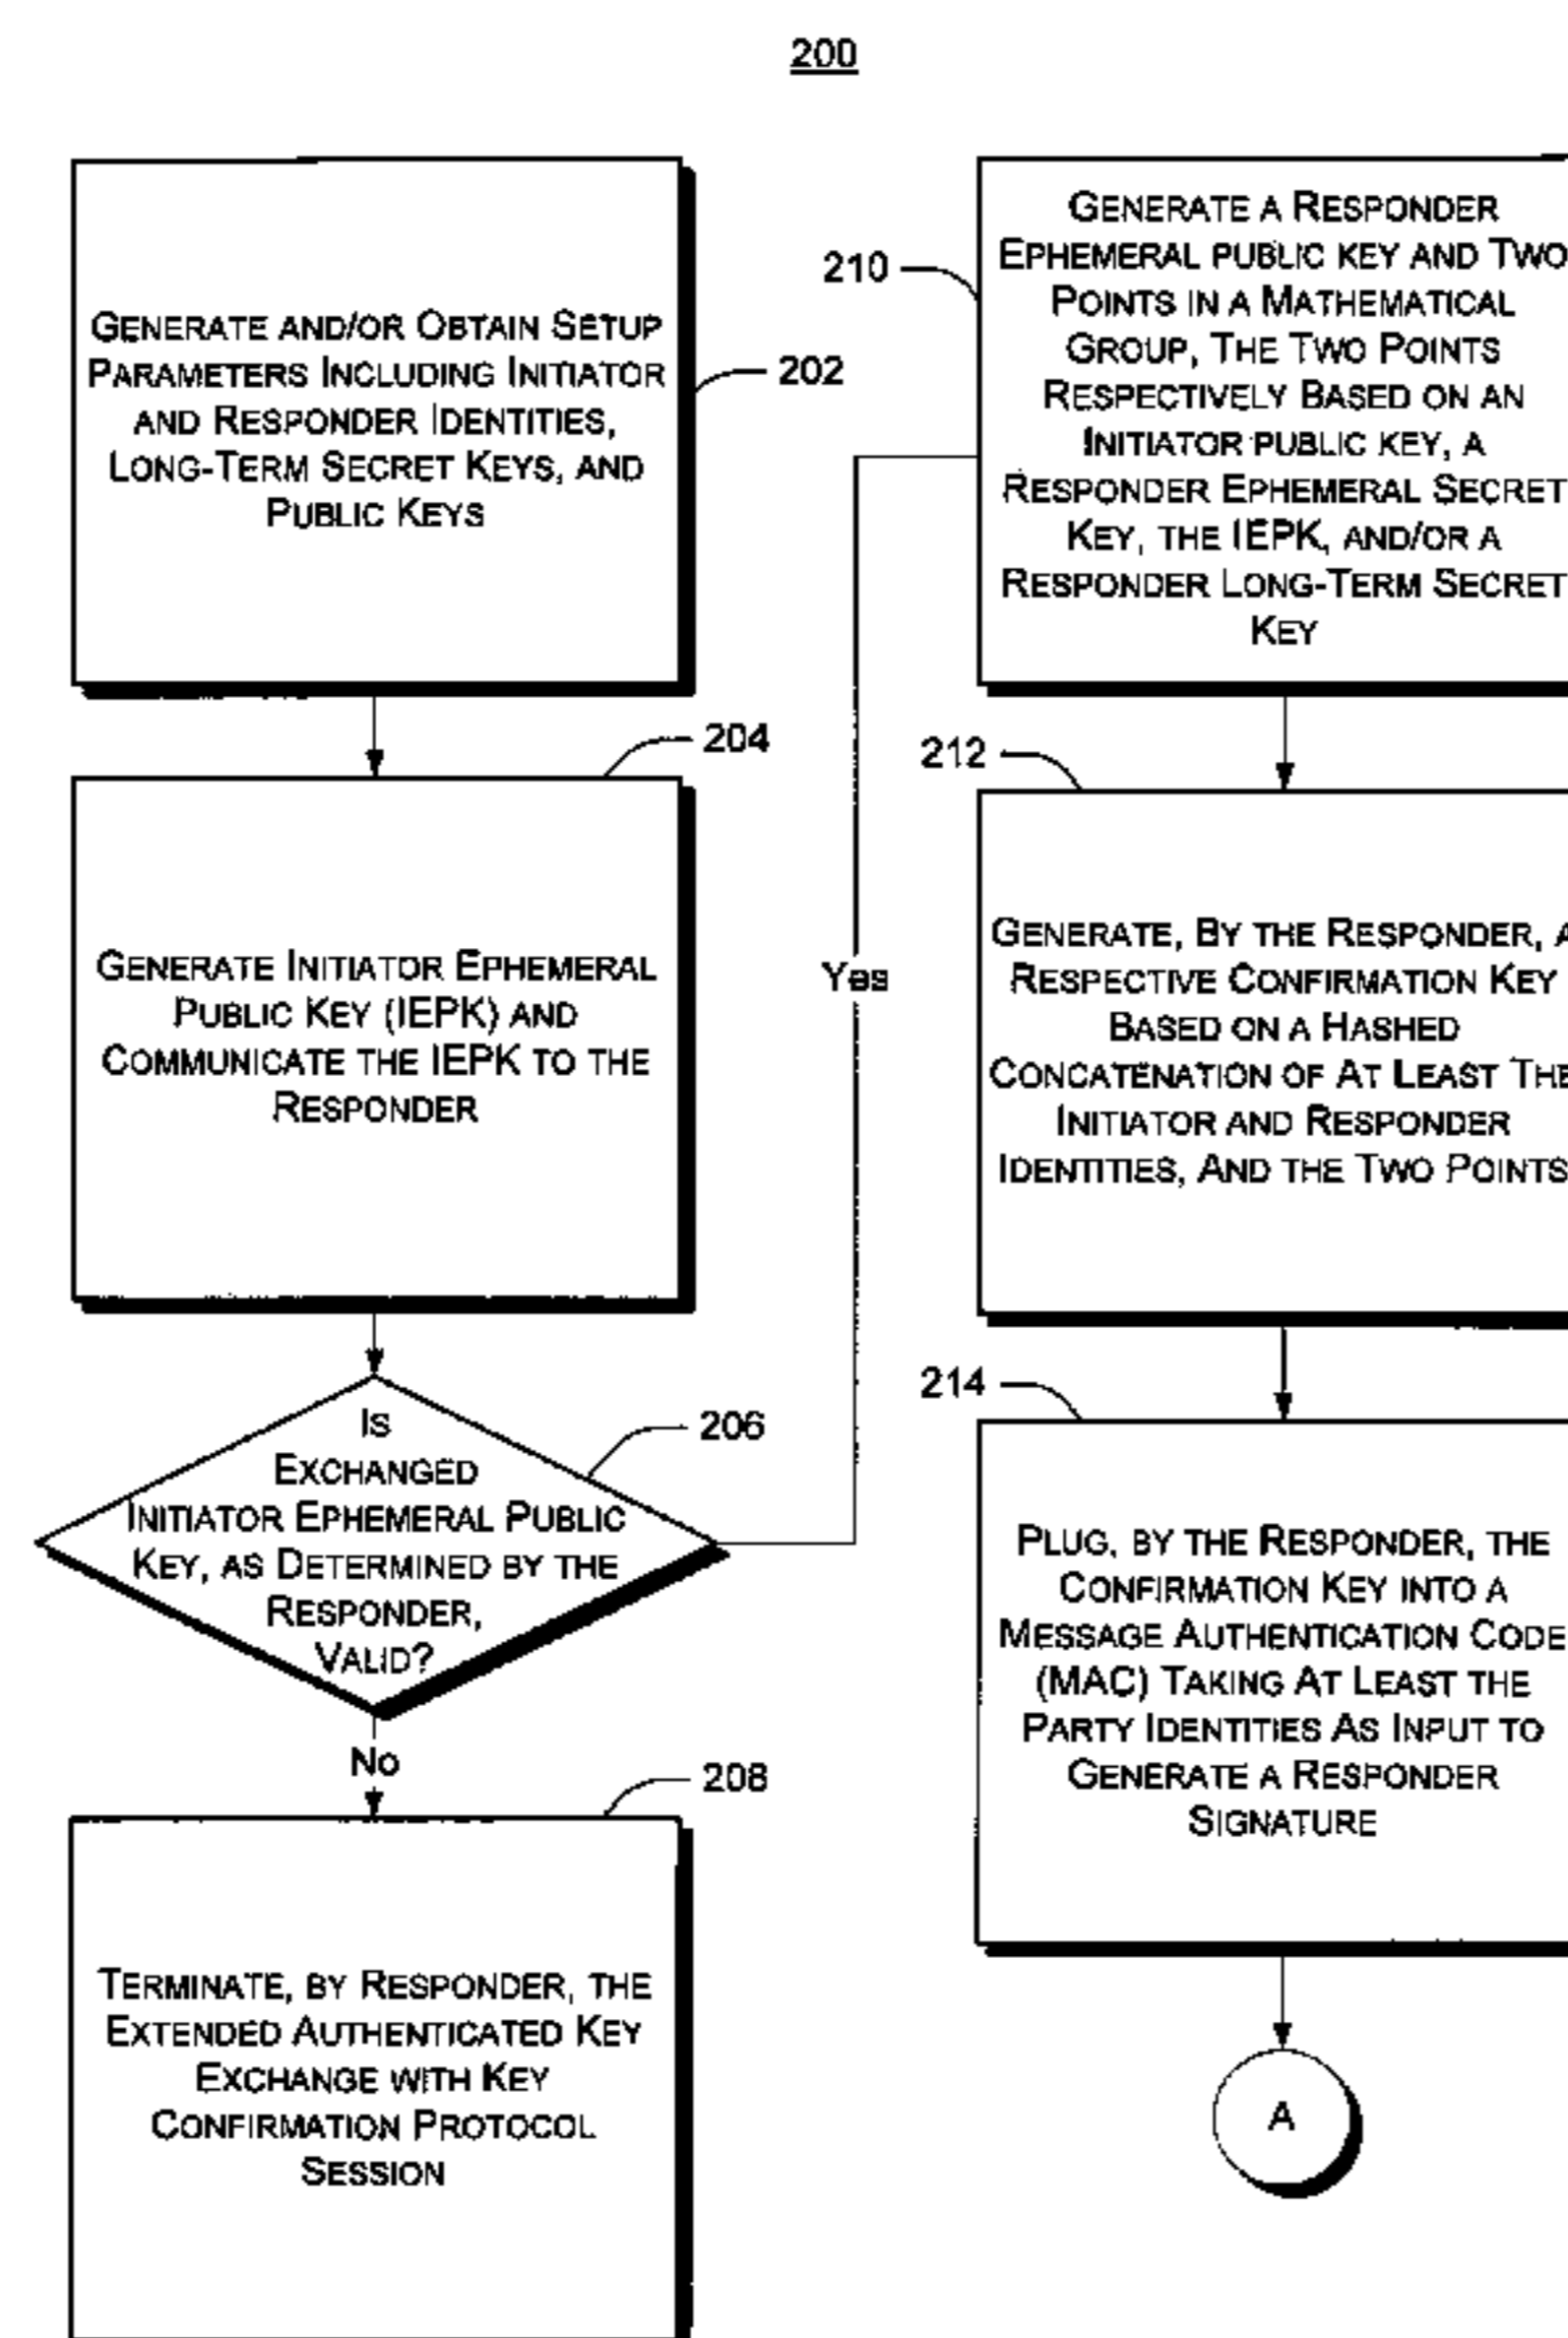 200
GENERATE AND/OR OBTAIN SETUP
PARAMETERS INCLUDING INITIATOR
AND RESPONDER IDENTITIES,
LONG-TERM SECRET KEYS, AND
PUBLIC KEYS
202
204
GENERATE INITIATOR EPHEMERAL
PUBLIC KEY (IEPK) AND
COMMUNICATE THE IEPK TO THE
RESPONDER
206
IS
EXCHANGED
INITIATOR EPHEMERAL PUBLIC
KEY, AS DETERMINED BY THE
RESPONDER,
VALID?
Yes
No
208
TERMINATE, BY RESPONDER, THE
EXTENDED AUTHENTICATED KEY
EXCHANGE WITH KEY
CONFIRMATION PROTOCOL
SESSION
210
GENERATE A RESPONDER
EPHEMERAL PUBLIC KEY AND TWO
POINTS IN A MATHEMATICAL
GROUP, THE TWO POINTS
RESPECTIVELY BASED ON AN
INITIATOR PUBLIC KEY, A
RESPONDER EPHEMERAL SECRET
KEY, THE IEPK, AND/OR A
RESPONDER LONG-TERM SECRET
KEY
212
GENERATE, BY THE RESPONDER, A
RESPECTIVE CONFIRMATION KEY
BASED ON A HASHED
CONCATENATION OF AT LEAST THE
INITIATOR AND RESPONDER
IDENTITIES, AND THE TWO POINTS
214
PLUG, BY THE RESPONDER, THE
CONFIRMATION KEY INTO A
MESSAGE AUTHENTICATION CODE
(MAC) TAKING AT LEAST THE
PARTY IDENTITIES AS INPUT TO
GENERATE A RESPONDER
SIGNATURE
A